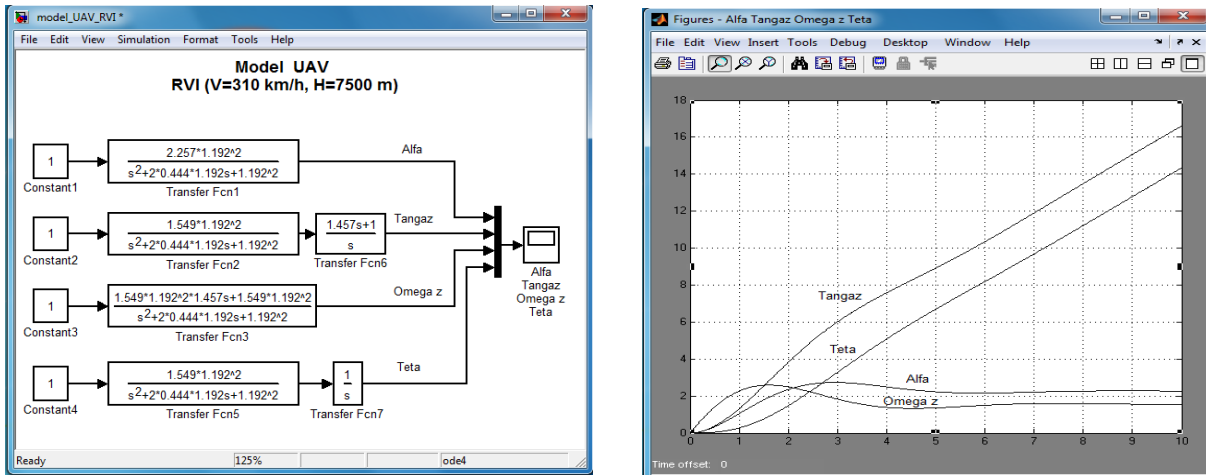 model_UAV_RVI *
File Edit View Simulation Format Tools Help
Model UAV
RVI (V=310 km/h, H=7500 m)
1
Constant1
2.257*1.192^2
s^2+2*0.444*1.192s+1.192^2
Transfer Fcn1
Alfa
1
Constant2
1.549*1.192^2
s^2+2*0.444*1.192s+1.192^2
Transfer Fcn2
1.457s+1
s
Transfer Fcn6
Tangaz
1
Constant3
1.549*1.192^2*1.457s+1.549*1.192^2
s^2+2*0.444*1.192s+1.192^2
Transfer Fcn3
Omega z
1
Constant4
1.549*1.192^2
s^2+2*0.444*1.192s+1.192^2
Transfer Fcn5
1
s
Transfer Fcn7
Teta
Alfa
Tangaz
Omega z
Teta
Ready 125% ode4
Figures - Alfa Tangaz Omega z Teta
File Edit View Insert Tools Debug Desktop Window Help
18
16
14
12
10
8
6
4
2
0
Tangaz
Teta
Alfa
Omega z
0 1 2 3 4 5 6 7 8 9 10
Time offset: 0